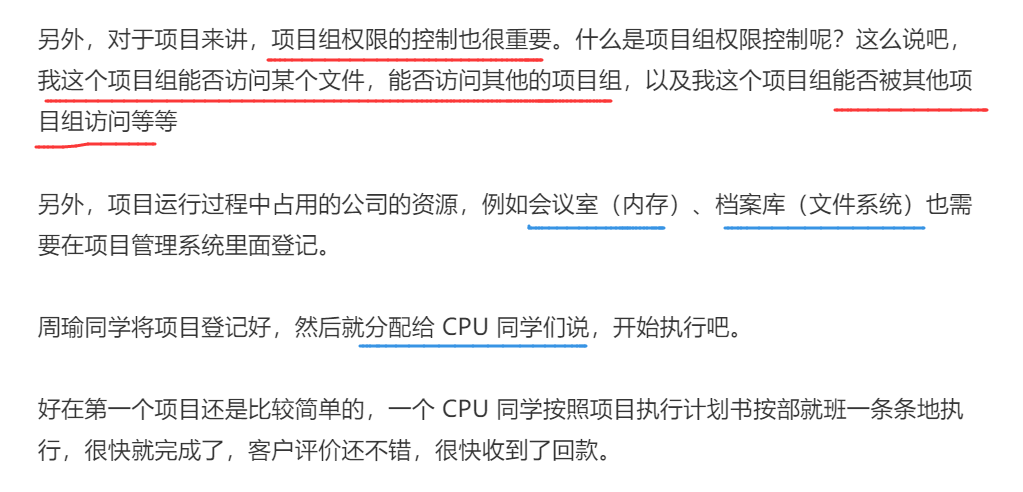 另外，对于项目来讲，项目组权限的控制也很重要。什么是项目组权限控制呢？这么说吧，
我这个项目组能否访问某个文件，能否访问其他的项目组，以及我这个项目组能否被其他项
目组访问等等
另外，项目运行过程中占用的公司的资源，例如会议室（内存）、档案库（文件系统）也需
要在项目管理系统里面登记。
周瑜同学将项目登记好，然后就分配给 CPU 同学们说，开始执行吧。
好在第一个项目还是比较简单的，一个 CPU 同学按照项目执行计划书按部就班一条条地执
行，很快就完成了，客户评价还不错，很快收到了回款。